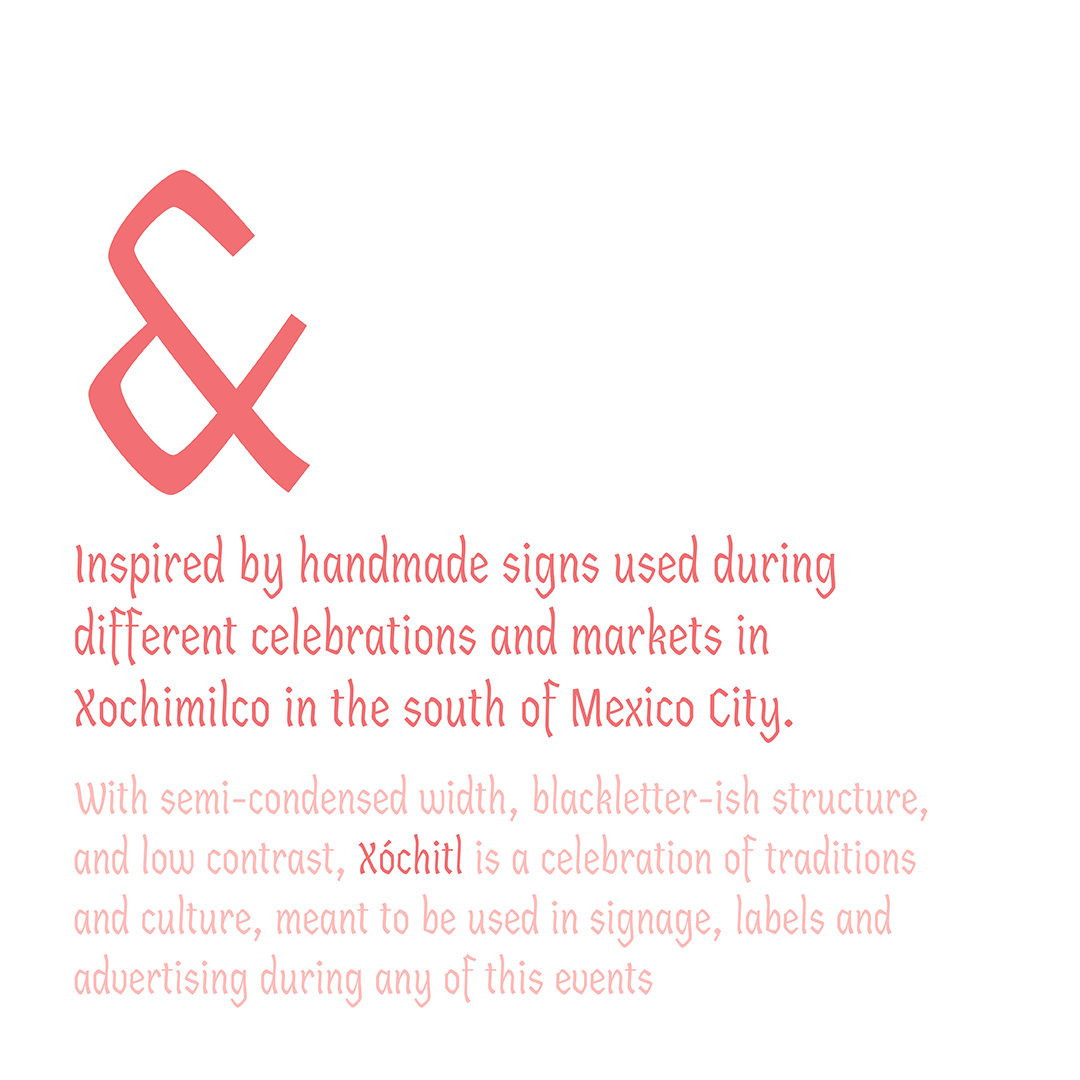 &
Inspired by handmade signs used during
different celebrations and markets in
Xochimilco in the south of Mexico City.
With semi-condensed width, blackletter-ish structure,
and low contrast, Xóchitl is a celebration of traditions
and culture, meant to be used in signage, labels and
advertising during any of this events